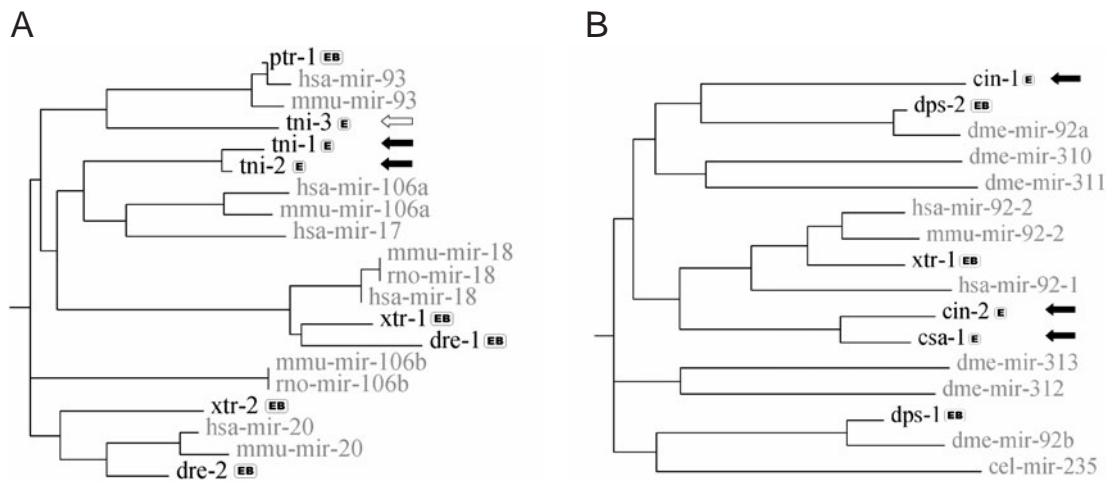 A
ptr-1 EB
hsa-mir-93
mmu-mir-93
tni-3 E
tni-1 E
tni-2 E
hsa-mir-106a
mmu-mir-106a
hsa-mir-17
mmu-mir-18
rno-mir-18
hsa-mir-18
xtr-1 EB
dre-1 EB
mmu-mir-106b
rno-mir-106b
xtr-2 EB
hsa-mir-20
mmu-mir-20
dre-2 EB
B
cin-1 E
dps-2 EB
dme-mir-92a
dme-mir-310
dme-mir-311
hsa-mir-92-2
mmu-mir-92-2
xtr-1 EB
hsa-mir-92-1
cin-2 E
csa-1 E
dme-mir-313
dme-mir-312
dps-1 EB
dme-mir-92b
cel-mir-235